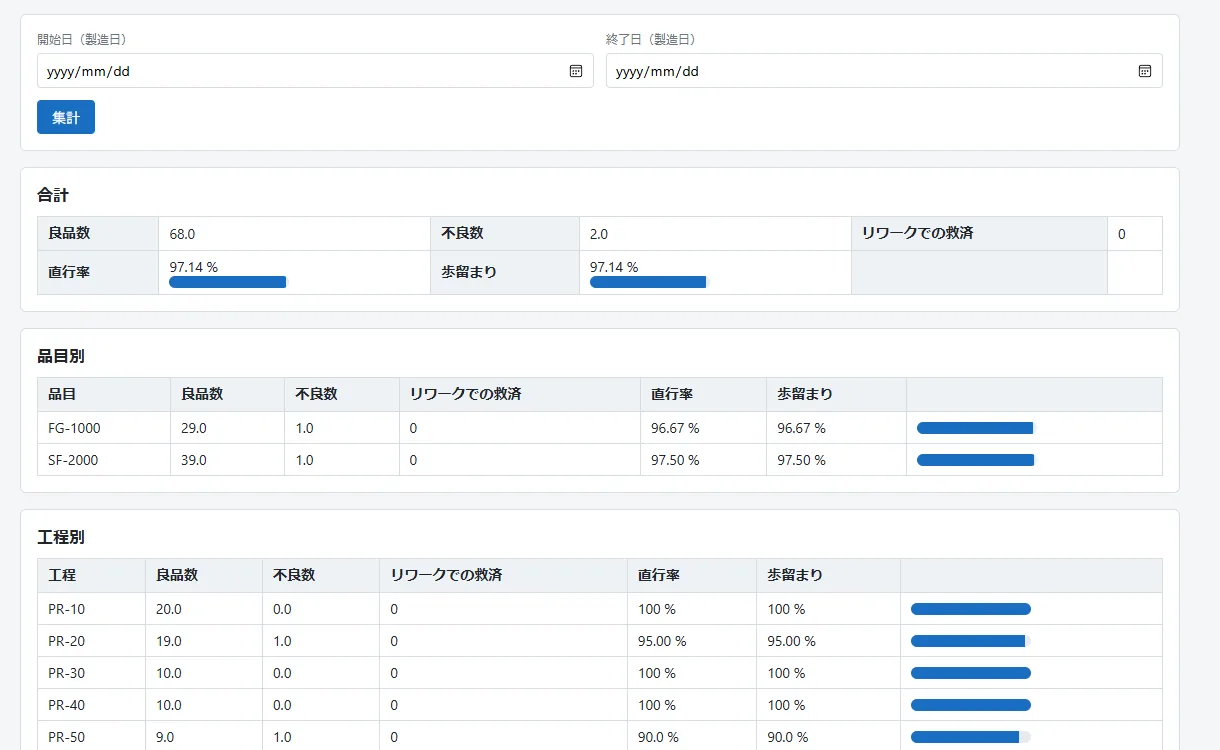 開始日（製造日） 終了日（製造日）
yyyy/mm/dd yyyy/mm/dd
集計
合計
良品数 68.0 不良数 2.0 リワークでの救済 0
直行率 97.14 % 歩留まり 97.14 %
品目別
品目 良品数 不良数 リワークでの救済 直行率 歩留まり
FG-1000 29.0 1.0 0 96.67 % 96.67 %
SF-2000 39.0 1.0 0 97.50 % 97.50 %
工程別
工程 良品数 不良数 リワークでの救済 直行率 歩留まり
PR-10 20.0 0.0 0 100 % 100 %
PR-20 19.0 1.0 0 95.00 % 95.00 %
PR-30 10.0 0.0 0 100 % 100 %
PR-40 10.0 0.0 0 100 % 100 %
PR-50 9.0 1.0 0 90.0 % 90.0 %